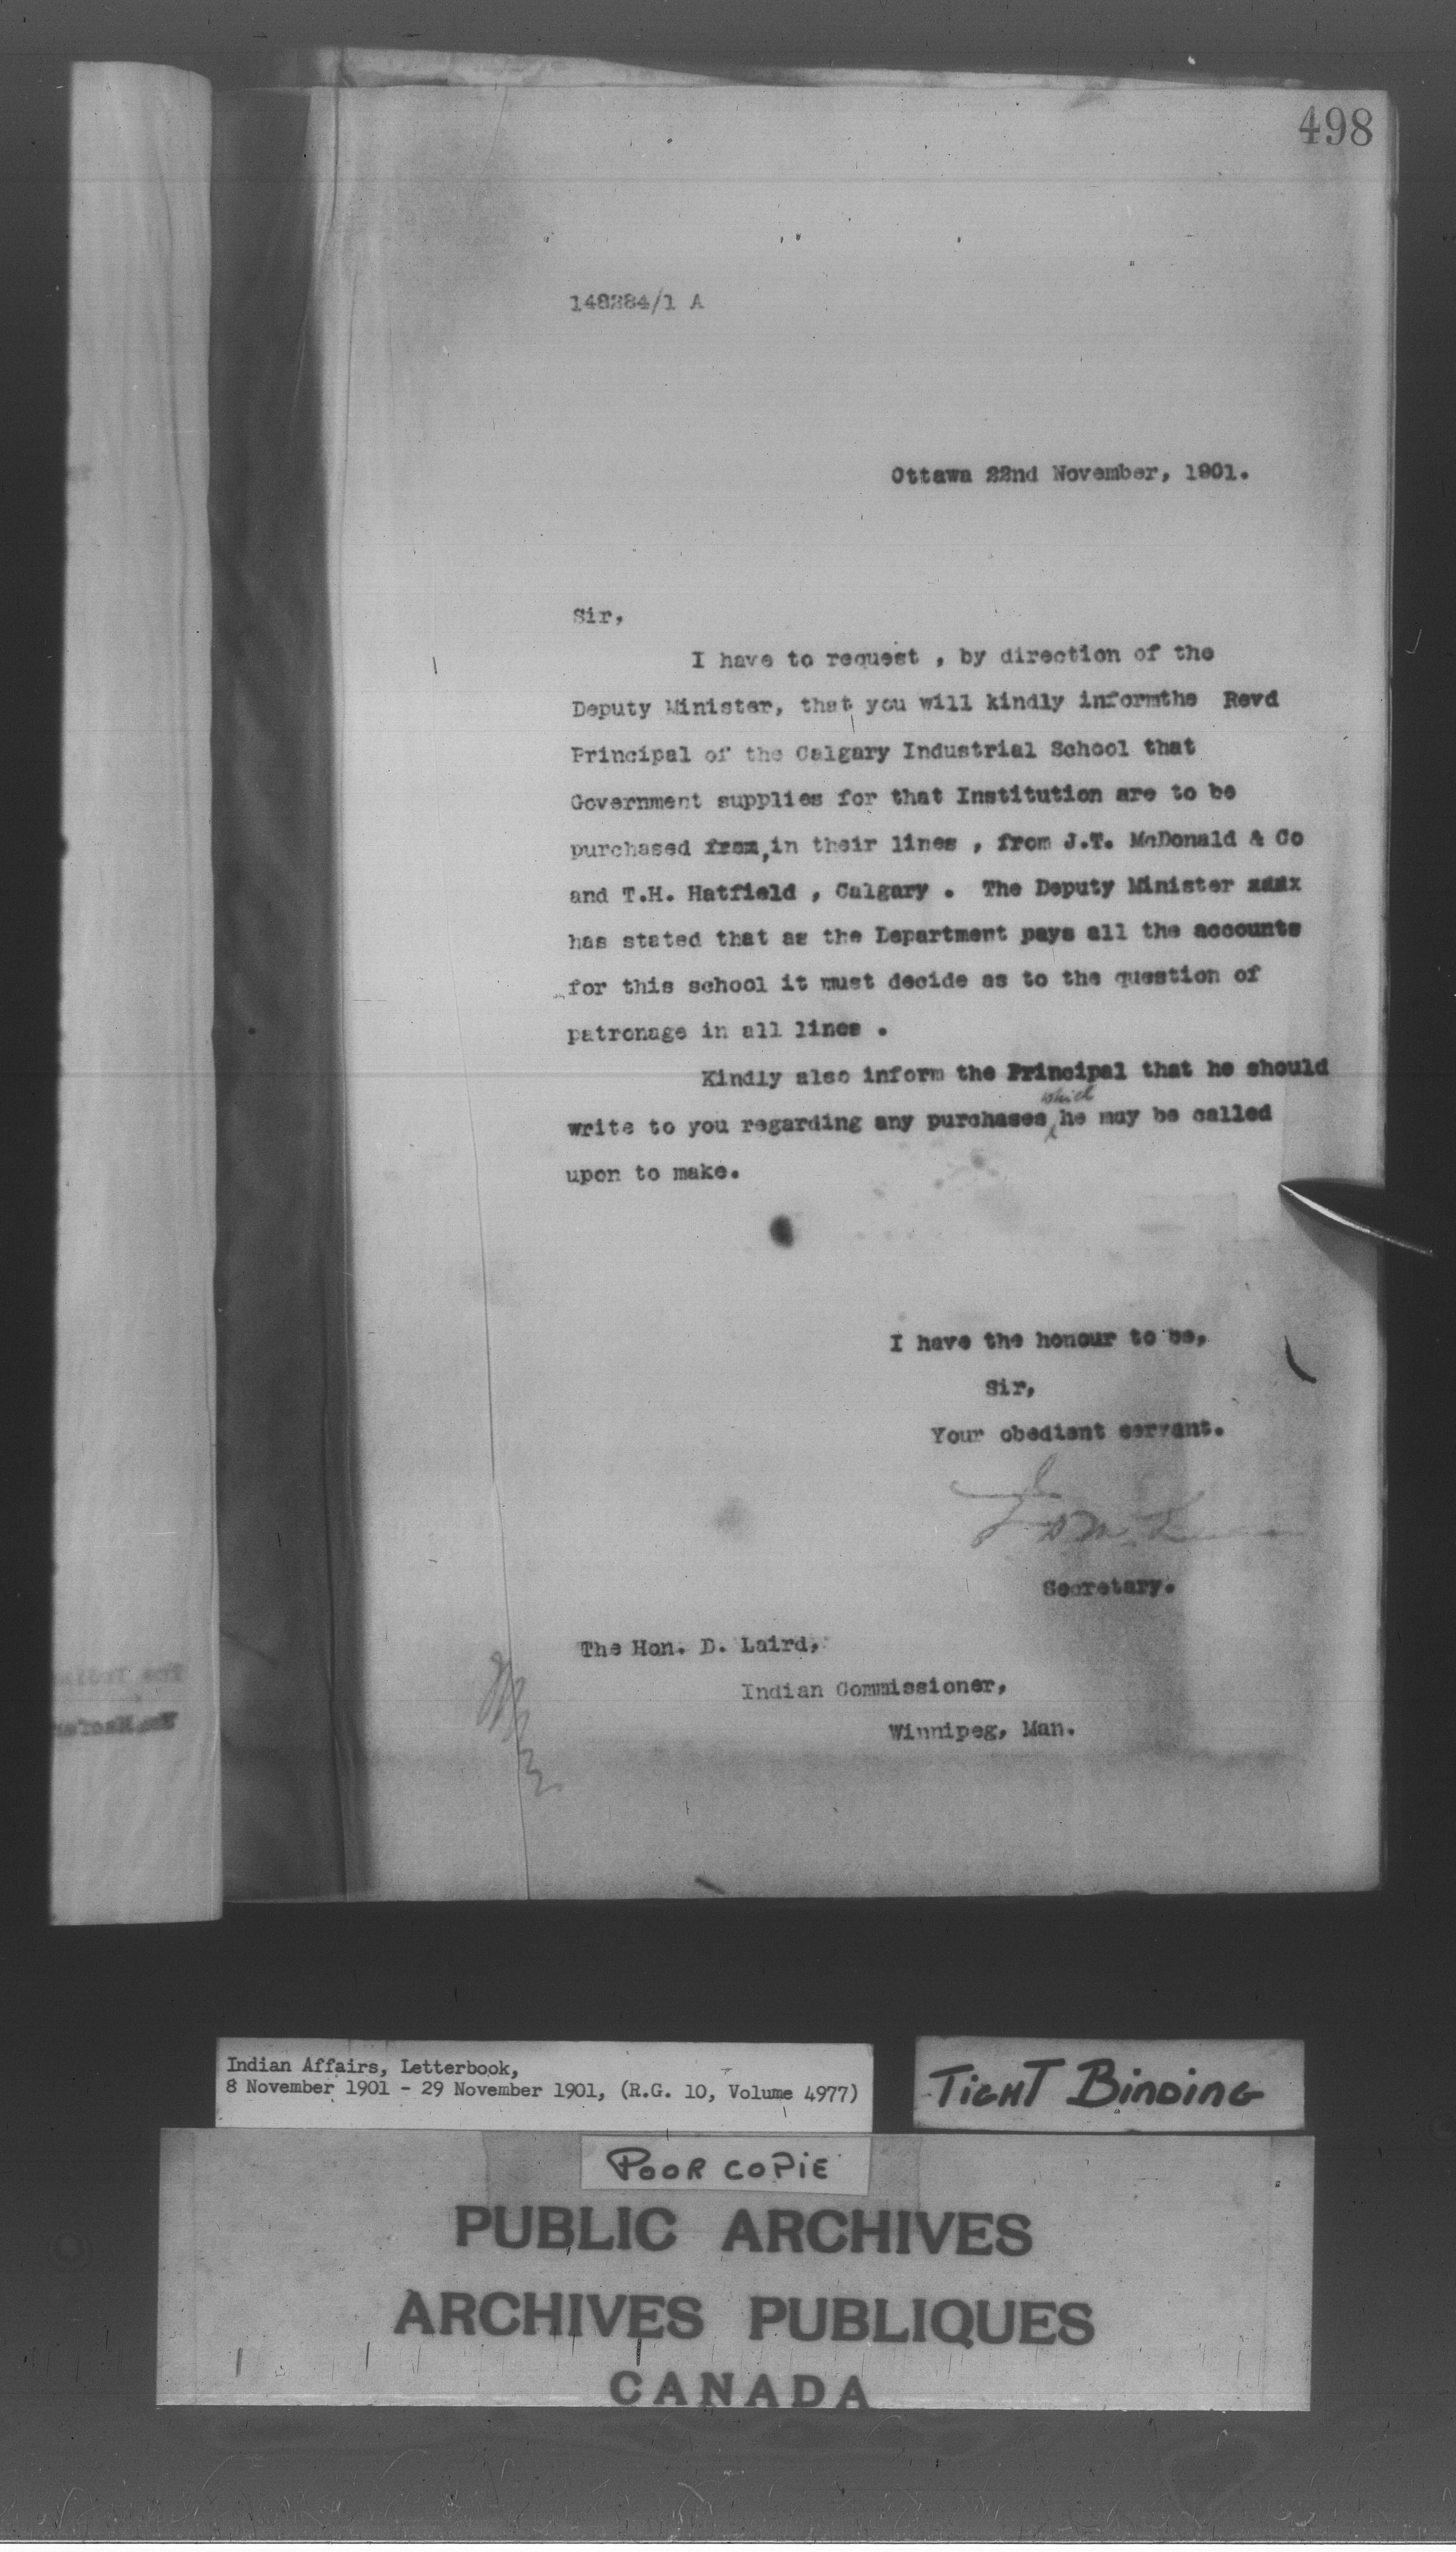 498
148284/1 A
Ottawa 22nd November, 1901.
Sir,
I have to request , by direction of the
Deputy Minister, that you will kindly informthe Revd
Principal of the Calgary Industrial School that
Government supplies for that Institution are to be
purchased from, in their lines , from J.T. McDonald & Co
and T.H. Hatfield , Calgary . The Deputy Minister
has stated that as the Department pays all the accounts
for this school it must decide as to the question of
patronage in all lines .
Kindly also inform the Principal that he should
write to you regarding any purchases which he may be called
upon to make.
I have the honour to be,
Sir,
Your obedient servant.
Secretary.
The Hon. D. Laird,
Indian Commissioner,
Winnipeg, Man.
Indian Affairs, Letterbook,
8 November 1901 - 29 November 1901, (R.G. 10, Volume 4977)
TIGHT BINDING
POOR COPIE
PUBLIC ARCHIVES
ARCHIVES PUBLIQUES
CANADA